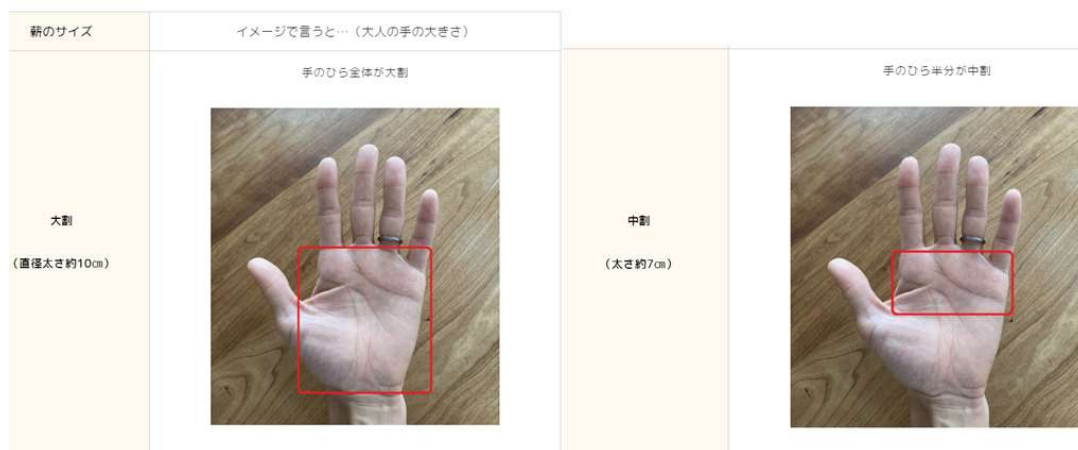 薪のサイズ
イメージで言うと…（大人の手の大きさ）
手のひら全体が大割
大割
（直径太さ約10㎝）
手のひら半分が中割
中割
（太さ約7㎝）